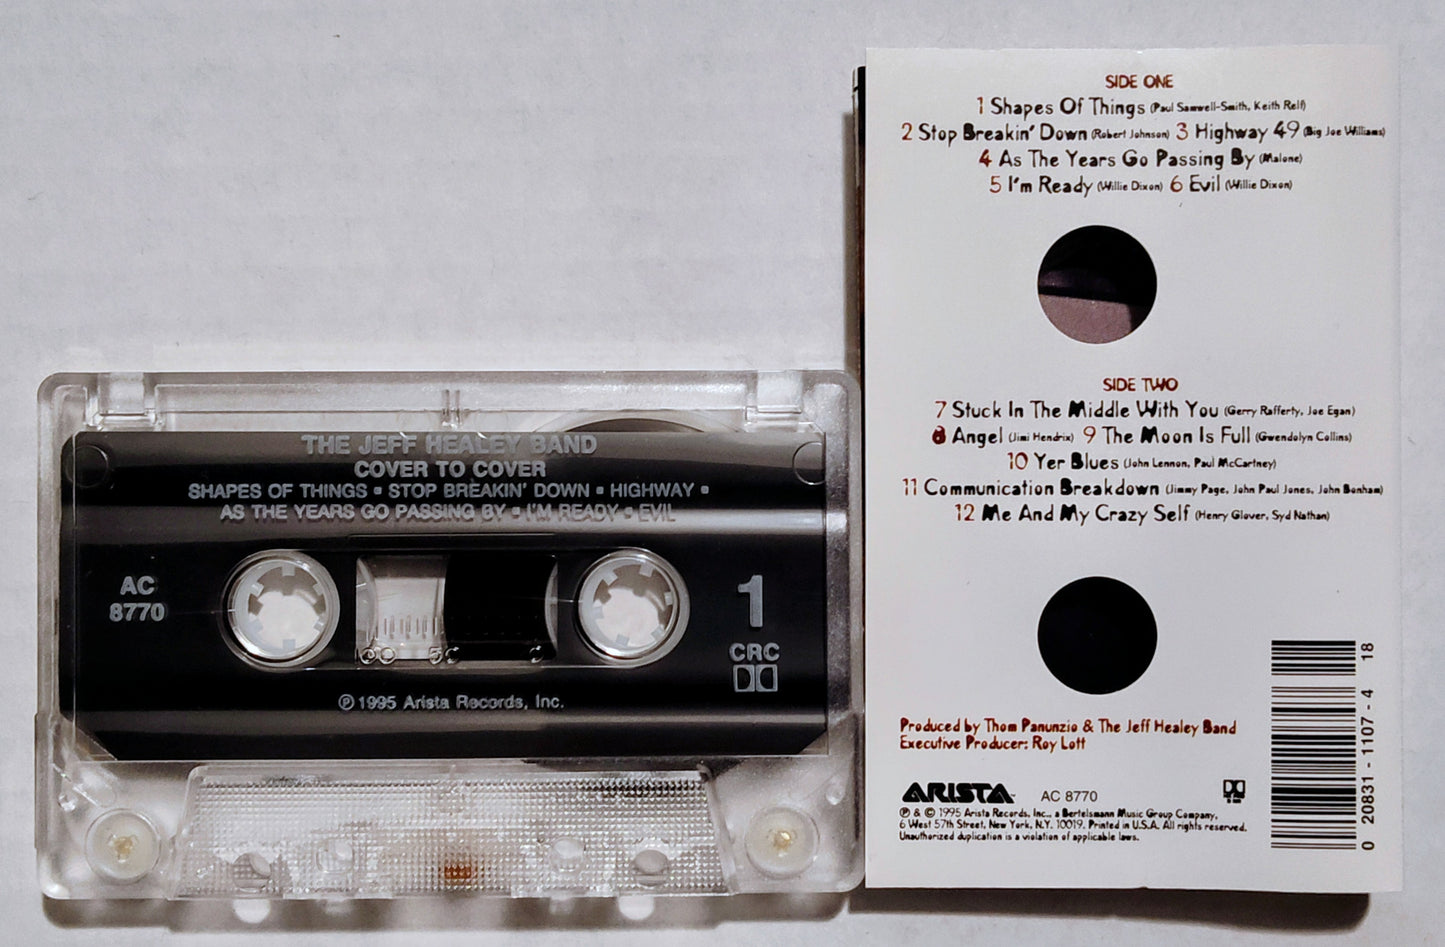 THE JEFF HEALEY BAND
COVER TO COVER
SHAPES OF THINGS ▪ STOP BREAKIN' DOWN ▪ HIGHWAY ▪
AS THE YEARS GO PASSING BY ▪ I'M READY ▪ EVIL
AC
8770
1
CRC
℗ 1995 Arista Records, Inc.
SIDE ONE
1 Shapes Of Things (Paul Samwell-Smith, Keith Relf)
2 Stop Breakin' Down (Robert Johnson) 3 Highway 49 (Big Joe Williams)
4 As The Years Go Passing By (Malone)
5 I'm Ready (Willie Dixon) 6 Evil (Willie Dixon)
SIDE TWO
7 Stuck In The Middle With You (Gerry Rafferty, Joe Egan)
8 Angel (Jimi Hendrix) 9 The Moon Is Full (Gwendolyn Collins)
10 Yer Blues (John Lennon, Paul McCartney)
11 Communication Breakdown (Jimmy Page, John Paul Jones, John Bonham)
12 Me And My Crazy Self (Henry Glover, Syd Nathan)
Produced by Thom Panunzio & The Jeff Healey Band
Executive Producer: Roy Lott
ARISTA™ AC 8770
℗ & © 1995 Arista Records, Inc., a Bertelsmann Music Group Company,
6 West 57th Street, New York, N.Y. 10019. Printed in U.S.A. All rights reserved.
Unauthorized duplication is a violation of applicable laws.
0 20831 - 1107 - 4 18